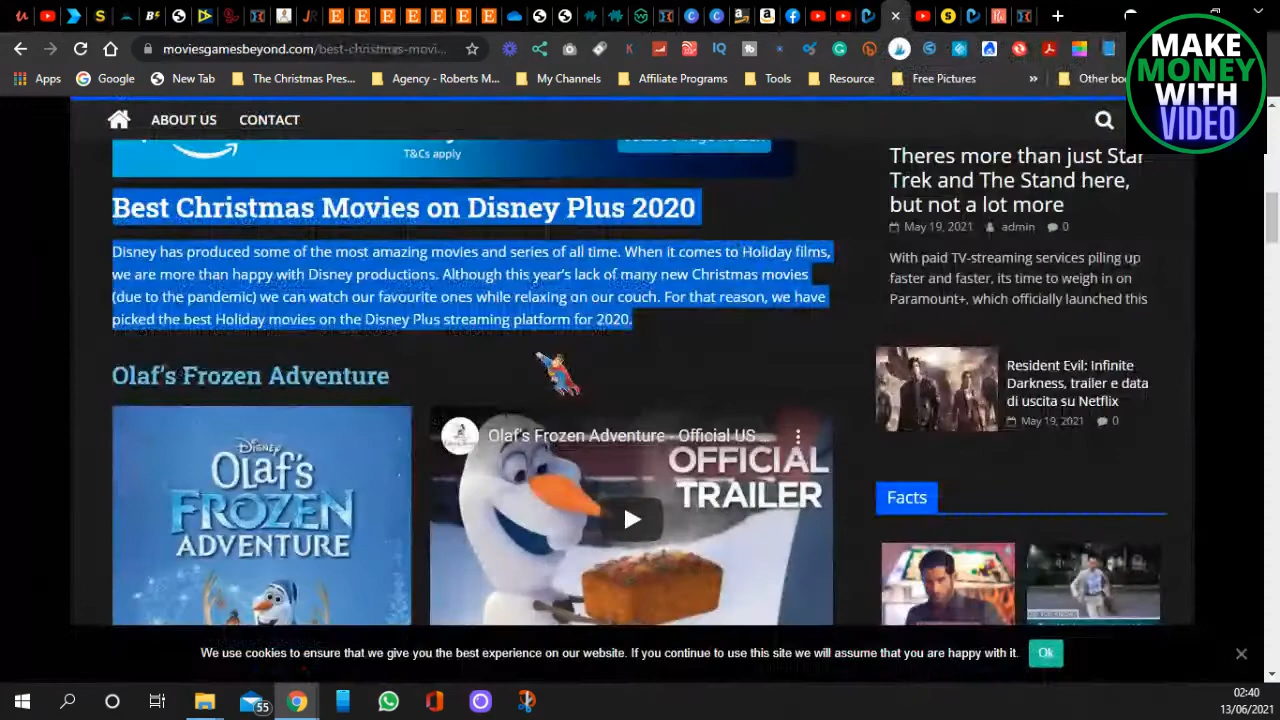 moviesgamesbeyond.com/best-christmas-movi...
Apps
Google
New Tab
The Christmas Pres...
Agency - Roberts M...
My Channels
Affiliate Programs
Tools
Resource
Free Pictures
»
MAKE
MONEY
WITH
VIDEO
ABOUT US
CONTACT
T&Cs apply
Best Christmas Movies on Disney Plus 2020
Disney has produced some of the most amazing movies and series of all time. When it comes to Holiday films,
we are more than happy with Disney productions. Although this year's lack of many new Christmas movies
(due to the pandemic) we can watch our favourite ones while relaxing on our couch. For that reason, we have
picked the best Holiday movies on the Disney Plus streaming platform for 2020.
Olaf's Frozen Adventure
DISNEY
OLAF'S
FROZEN
ADVENTURE
Olaf's Frozen Adventure - Official US ...
OFFICIAL
TRAILER
Theres more than just Star
Trek and The Stand here,
but not a lot more
May 19, 2021 admin 0
With paid TV-streaming services piling up
faster and faster, its time to weigh in on
Paramount+, which officially launched this
Resident Evil: Infinite
Darkness, trailer e data
di uscita su Netflix
May 19, 2021 0
Facts
We use cookies to ensure that we give you the best experience on our website. If you continue to use this site we will assume that you are happy with it.
Ok
55
02:40
13/06/2021